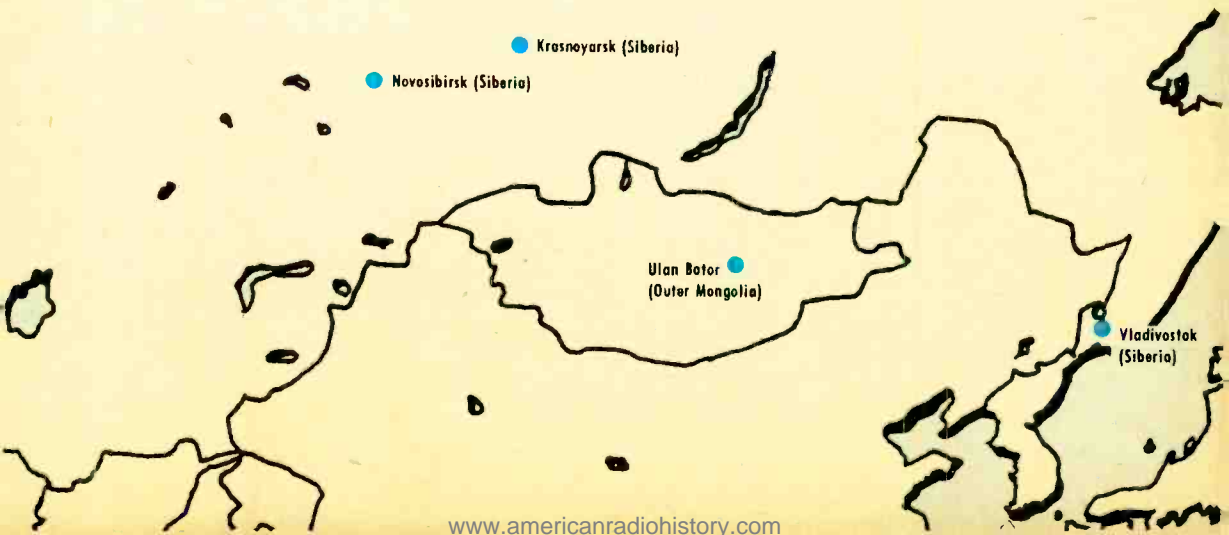 Krasnoyarsk (Siberia)
Novosibirsk (Siberia)
Ulan Bator
(Outer Mongolia)
Vladivostok
(Siberia)
www.americanradiohistory.com